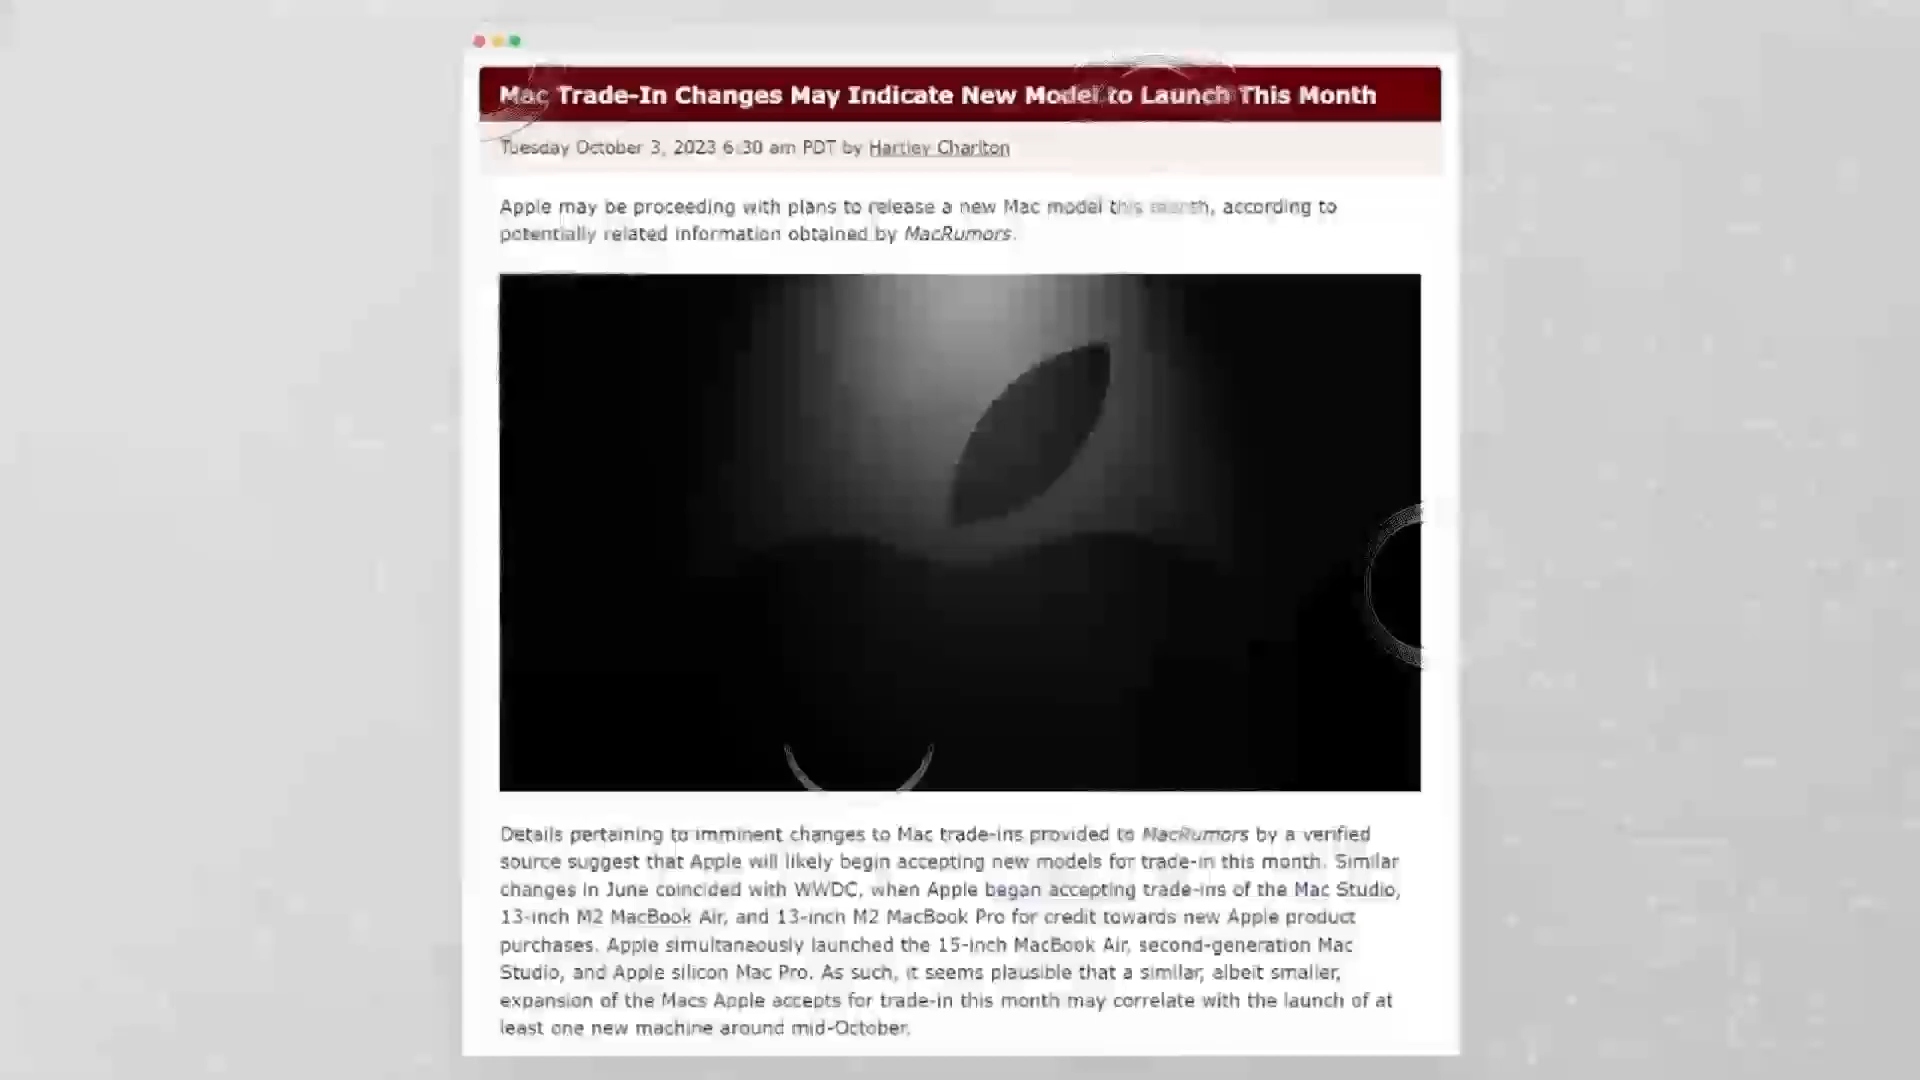 Mac Trade-In Changes May Indicate New Model to Launch This Month
Tuesday October 3, 2023 6:30 am PDT by Hartley Charlton
Apple may be proceeding with plans to release a new Mac model this month, according to
potentially related information obtained by MacRumors.
Details pertaining to imminent changes to Mac trade-ins provided to MacRumors by a verified
source suggest that Apple will likely begin accepting new models for trade-in this month. Similar
changes in June coincided with WWDC, when Apple began accepting trade-ins of the Mac Studio,
13-inch M2 MacBook Air, and 13-inch M2 MacBook Pro for credit towards new Apple product
purchases. Apple simultaneously launched the 15-inch MacBook Air, second-generation Mac
Studio, and Apple silicon Mac Pro. As such, it seems plausible that a similar, albeit smaller,
expansion of the Macs Apple accepts for trade-in this month may correlate with the launch of at
least one new machine around mid-October.